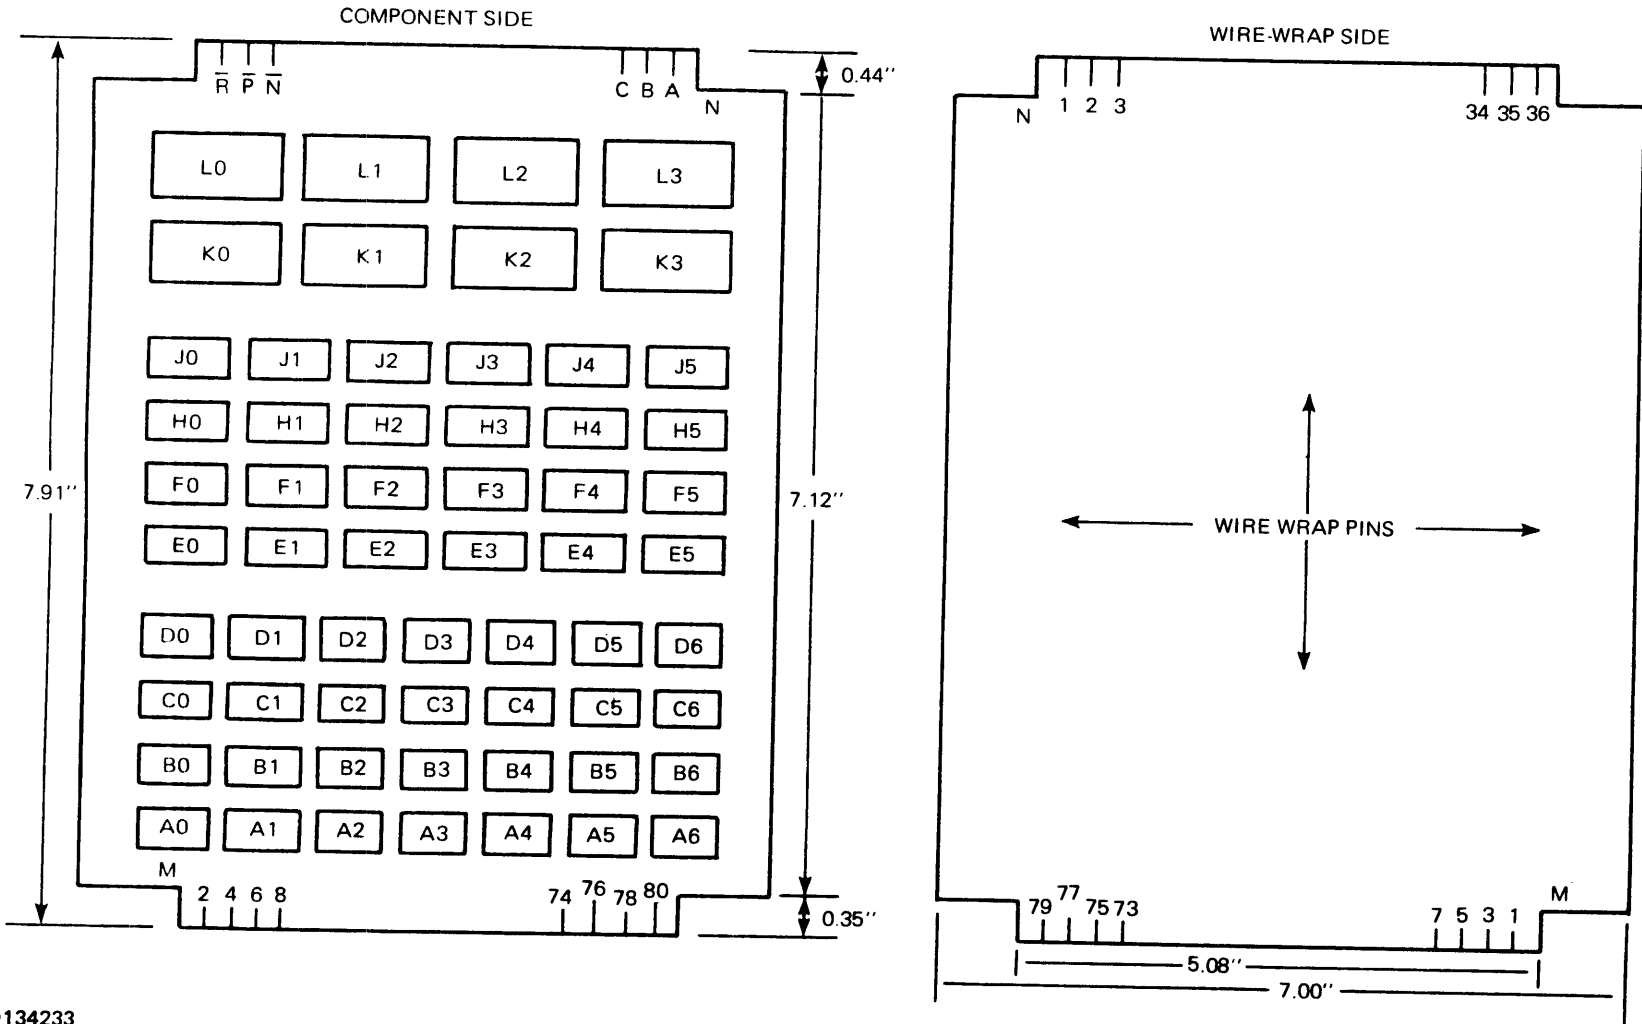 COMPONENT SIDE
R̅ P̅ N̅
C B A
N
0.44''
L0 L1 L2 L3
K0 K1 K2 K3
J0 J1 J2 J3 J4 J5
H0 H1 H2 H3 H4 H5
F0 F1 F2 F3 F4 F5
E0 E1 E2 E3 E4 E5
7.91''
7.12''
D0 D1 D2 D3 D4 D5 D6
C0 C1 C2 C3 C4 C5 C6
B0 B1 B2 B3 B4 B5 B6
A0 A1 A2 A3 A4 A5 A6
M
2 4 6 8
74 76 78 80
0.35''
WIRE-WRAP SIDE
N
1 2 3
34 35 36
WIRE WRAP PINS
M
79 77 75 73
7 5 3 1
5.08''
7.00''
134233